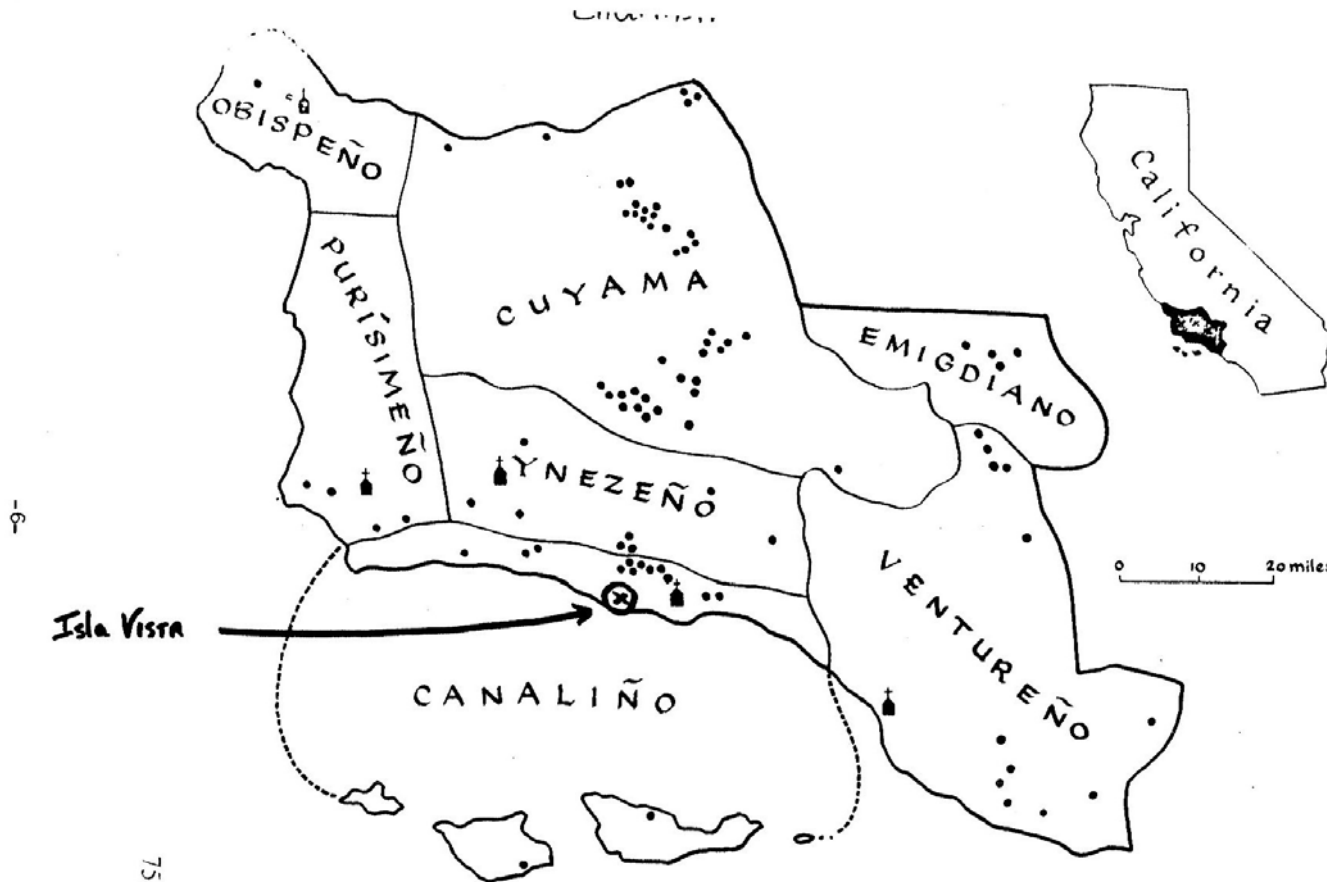 OBISPEÑO
PURÍSIMEÑO
CUYAMA
EMIGDIANO
YNEZEÑO
VENTUREÑO
CANALIÑO
Isla VISTA
California
0 10 20 miles
-6-
75